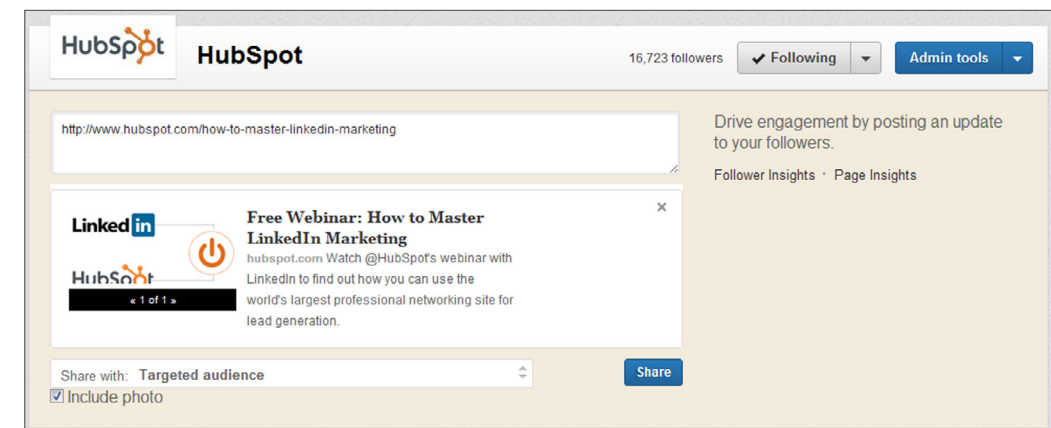 HubSpot
HubSpot
16,723 followers
Following
Admin tools
http://www.hubspot.com/how-to-master-linkedin-marketing
Drive engagement by posting an update
to your followers.
Follower Insights · Page Insights
Linked in
HubSpot
« 1 of 1 »
Free Webinar: How to Master
LinkedIn Marketing
hubspot.com Watch @HubSpot's webinar with
LinkedIn to find out how you can use the
world's largest professional networking site for
lead generation.
×
Share with: Targeted audience
Share
Include photo